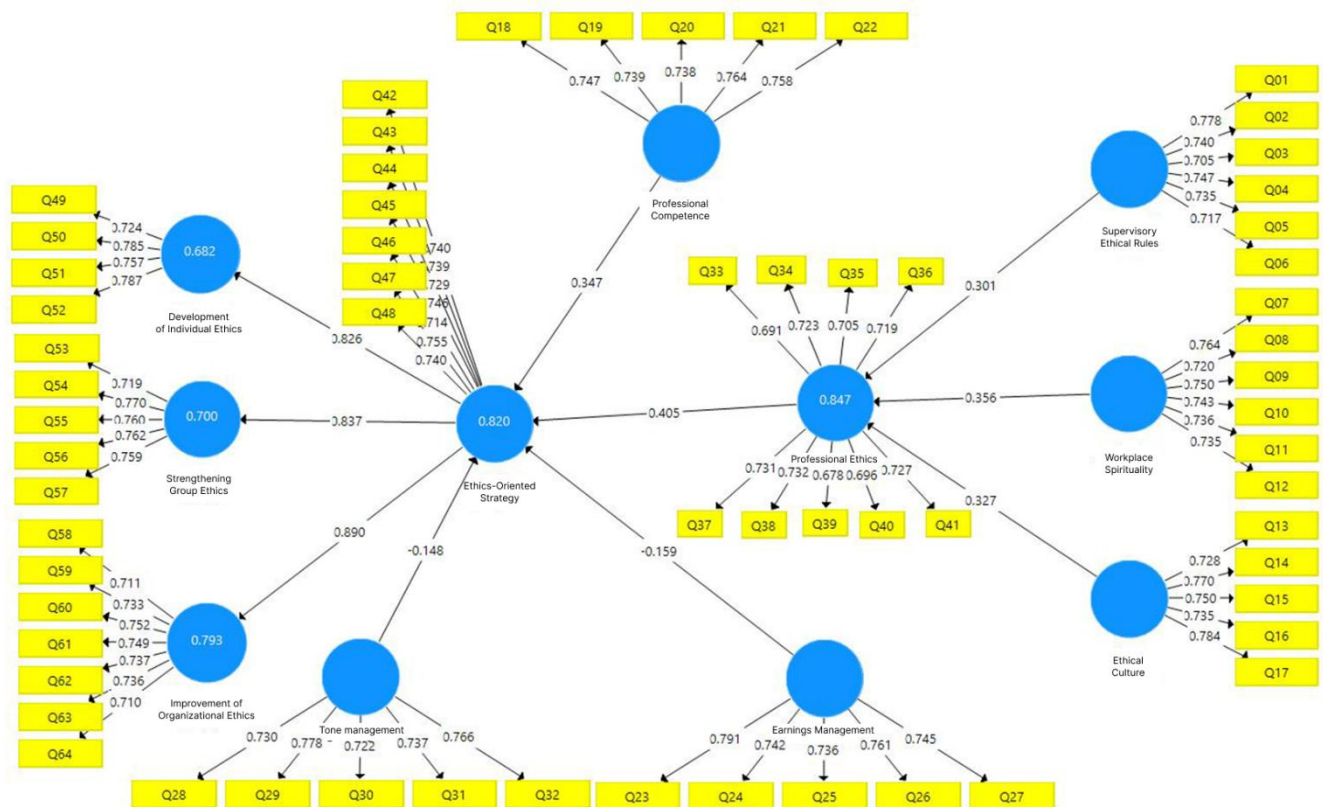 Q18
Q19
Q20
Q21
Q22
0.747
0.739
0.738
0.764
0.758
Professional
Competence
0.347
Q42
Q43
Q44
Q45
Q46
Q47
Q48
0.740
0.739
0.729
0.746
0.714
0.755
0.740
0.820
Ethics-Oriented
Strategy
Q49
Q50
Q51
Q52
0.724
0.785
0.757
0.787
0.682
Development
of Individual Ethics
0.826
Q53
Q54
Q55
Q56
Q57
0.719
0.770
0.760
0.762
0.759
0.700
Strengthening
Group Ethics
0.837
Q58
Q59
Q60
Q61
Q62
Q63
Q64
0.711
0.733
0.752
0.749
0.737
0.736
0.710
0.793
Improvement of
Organizational Ethics
0.890
-0.148
Tone management
0.730
0.778
0.722
0.737
0.766
Q28
Q29
Q30
Q31
Q32
-0.159
Earnings Management
0.791
0.742
0.736
0.761
0.745
Q23
Q24
Q25
Q26
Q27
0.405
Q33
Q34
Q35
Q36
0.691
0.723
0.705
0.719
0.847
Professional Ethics
0.731
0.732
0.678
0.696
0.727
Q37
Q38
Q39
Q40
Q41
0.301
0.356
0.327
Supervisory
Ethical Rules
0.778
0.740
0.705
0.747
0.735
0.717
Q01
Q02
Q03
Q04
Q05
Q06
Workplace
Spirituality
0.764
0.720
0.750
0.743
0.736
0.735
Q07
Q08
Q09
Q10
Q11
Q12
Ethical
Culture
0.728
0.770
0.750
0.735
0.784
Q13
Q14
Q15
Q16
Q17